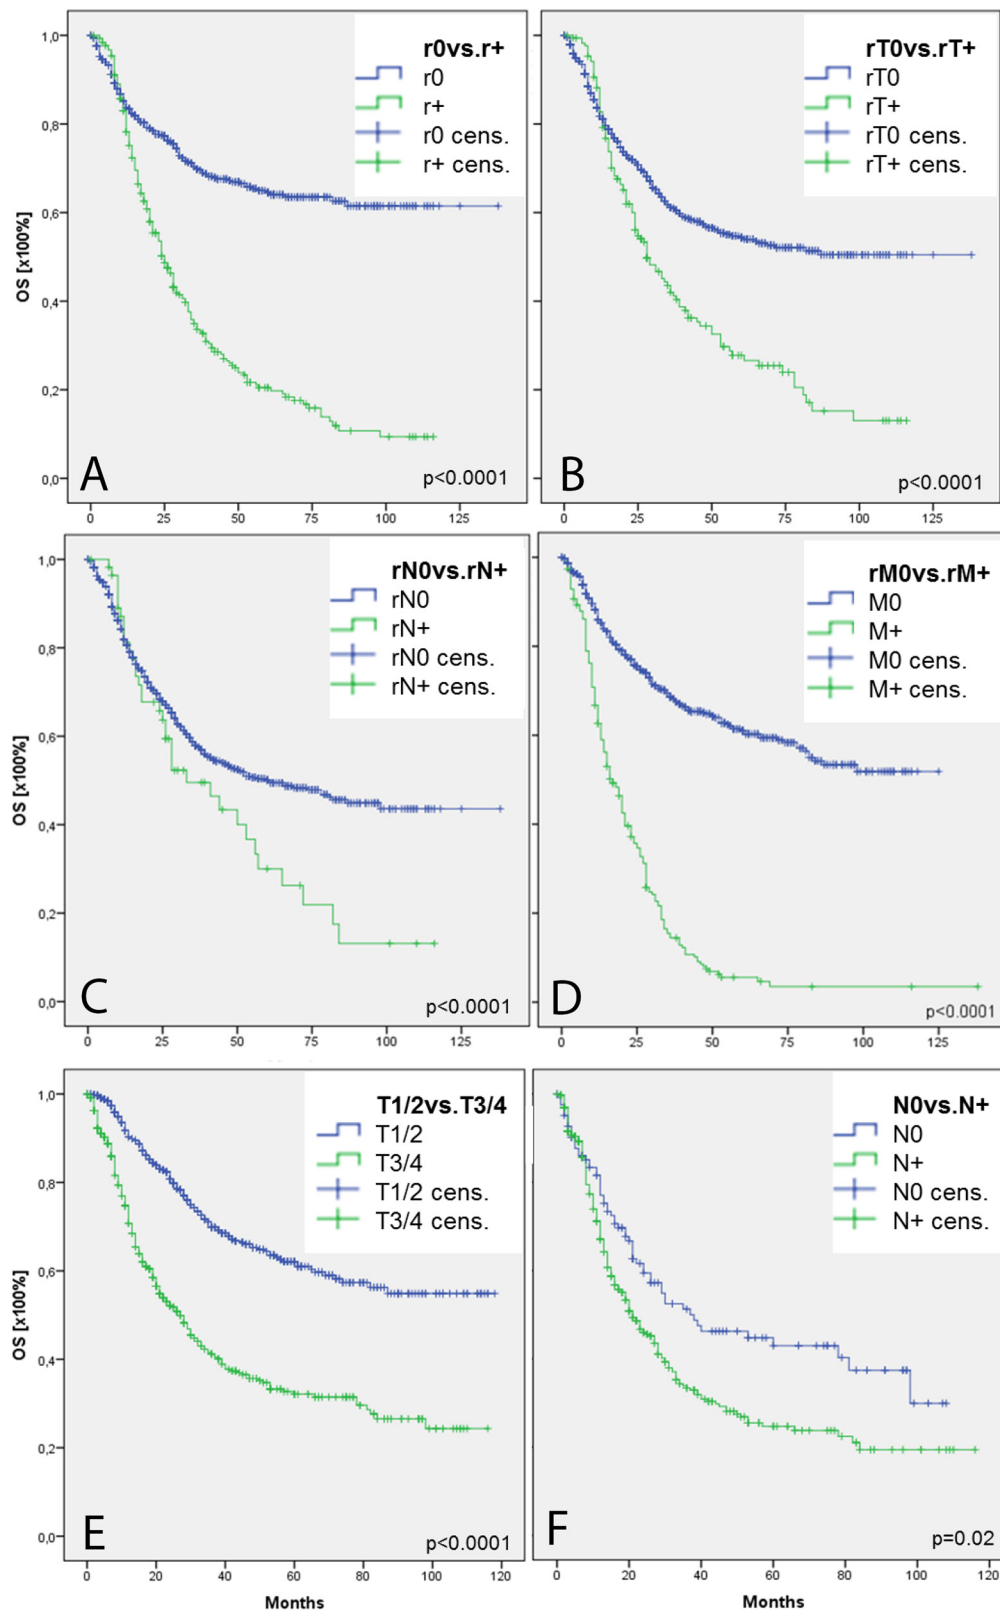 r0vs.r+
r0
r+
r0 cens.
r+ cens.
1,0
0,8
0,6
0,4
0,2
0,0
OS [x100%]
A
p<0.0001
0 25 50 75 100 125
rT0vs.rT+
rT0
rT+
rT0 cens.
rT+ cens.
B
p<0.0001
0 25 50 75 100 125
rN0vs.rN+
rN0
rN+
rN0 cens.
rN+ cens.
1,0
0,8
0,6
0,4
0,2
0,0
OS [x100%]
C
p<0.0001
0 25 50 75 100 125
rM0vs.rM+
M0
M+
M0 cens.
M+ cens.
D
p<0.0001
0 25 50 75 100 125
T1/2vs.T3/4
T1/2
T3/4
T1/2 cens.
T3/4 cens.
1,0
0,8
0,6
0,4
0,2
0,0
OS [x100%]
E
p<0.0001
0 20 40 60 80 100 120
Months
N0vs.N+
N0
N+
N0 cens.
N+ cens.
F
p=0.02
0 20 40 60 80 100 120
Months